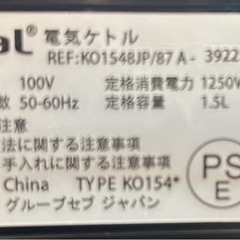 al 電気ケトル
REF:KO1548JP/87 A- 3922
100V 定格消費電力 1250
数 50-60Hz 定格容量 1.5L
注意
法に関する注意事項
手入れに関する注意事項
China TYPE KO154*
グループセブ ジャパン
PS
E